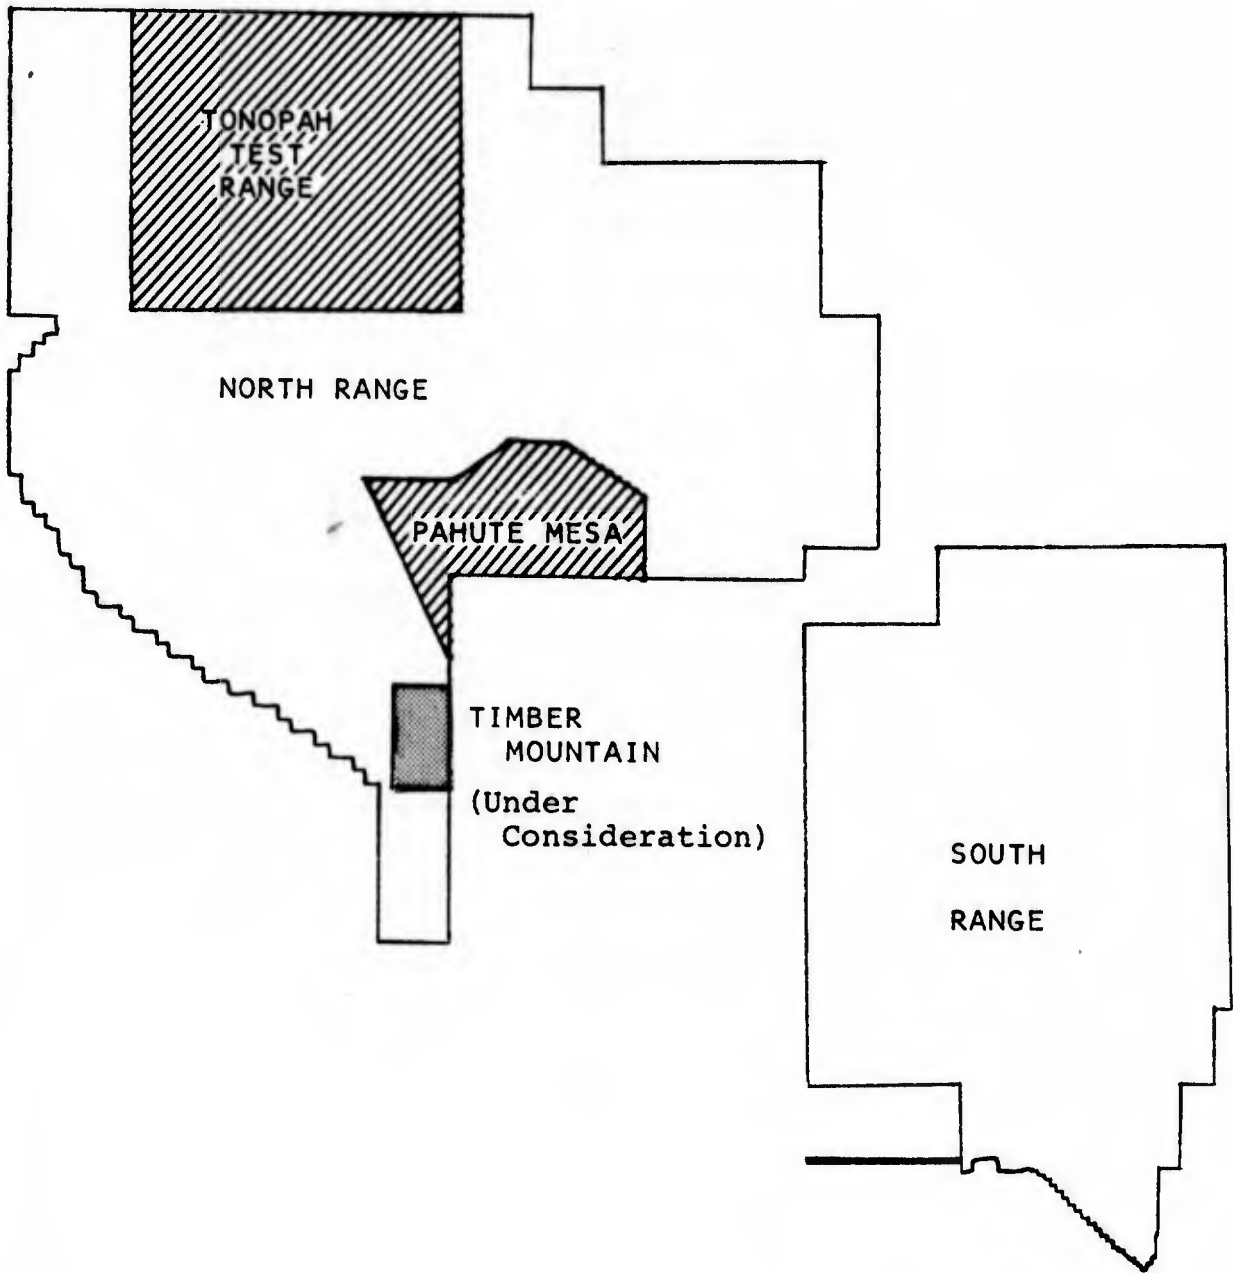 TONOPAH
TEST
RANGE
NORTH RANGE
PAHUTE MESA
TIMBER
MOUNTAIN
(Under
Consideration)
SOUTH
RANGE